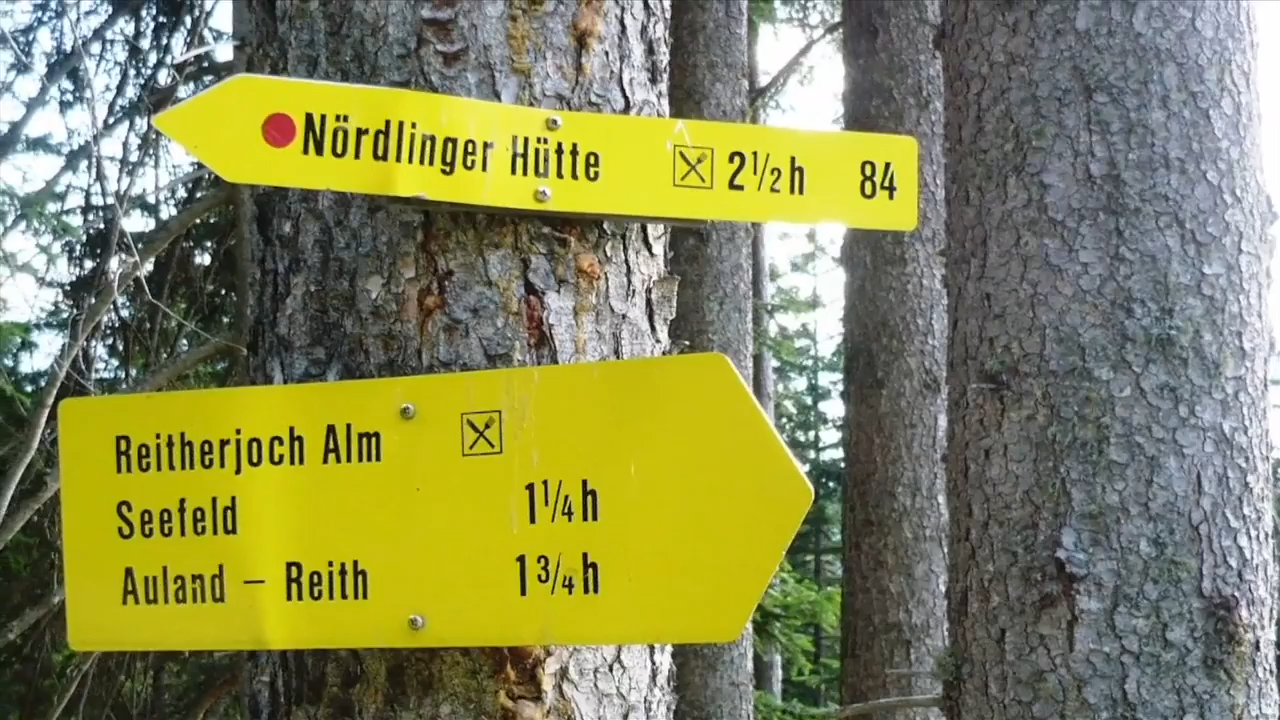 Nördlinger Hütte 2½h 84
Reitherjoch Alm
Seefeld 1¼h
Auland – Reith 1¾h